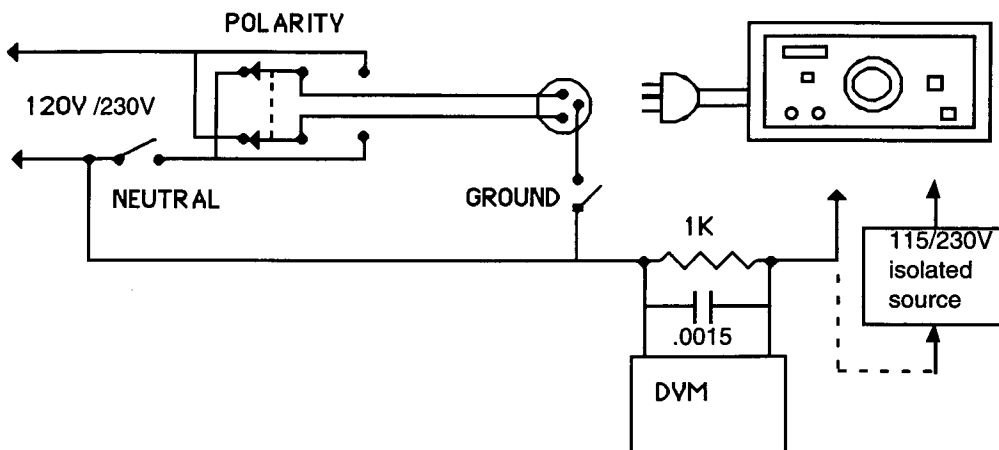 POLARITY
120V/230V
NEUTRAL
GROUND
1K
115/230V
isolated
source
.0015
DVM